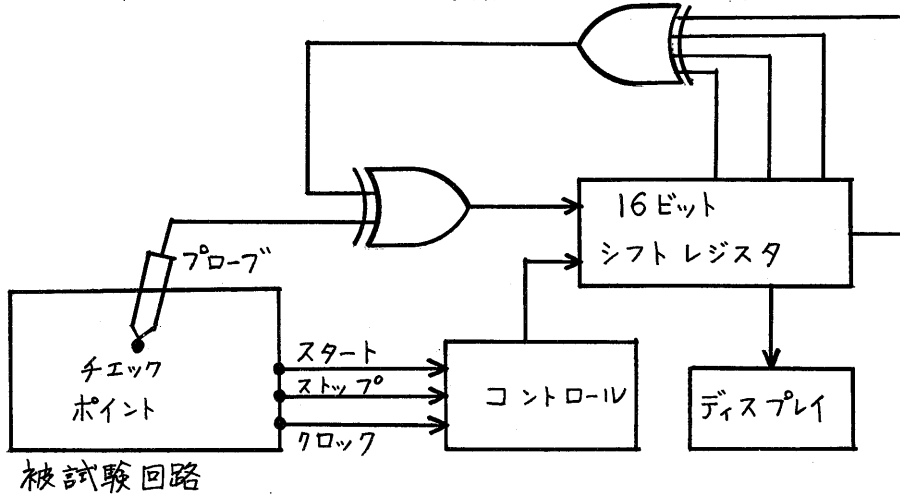 16ビット
シフトレジスタ
プローブ
チェック
ポイント
スタート
ストップ
クロック
コントロール
ディスプレイ
被試験回路